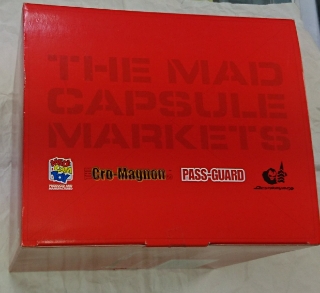 THE MAD
CAPSULE
MARKETS
Cro-Magnon PASS-GUARD